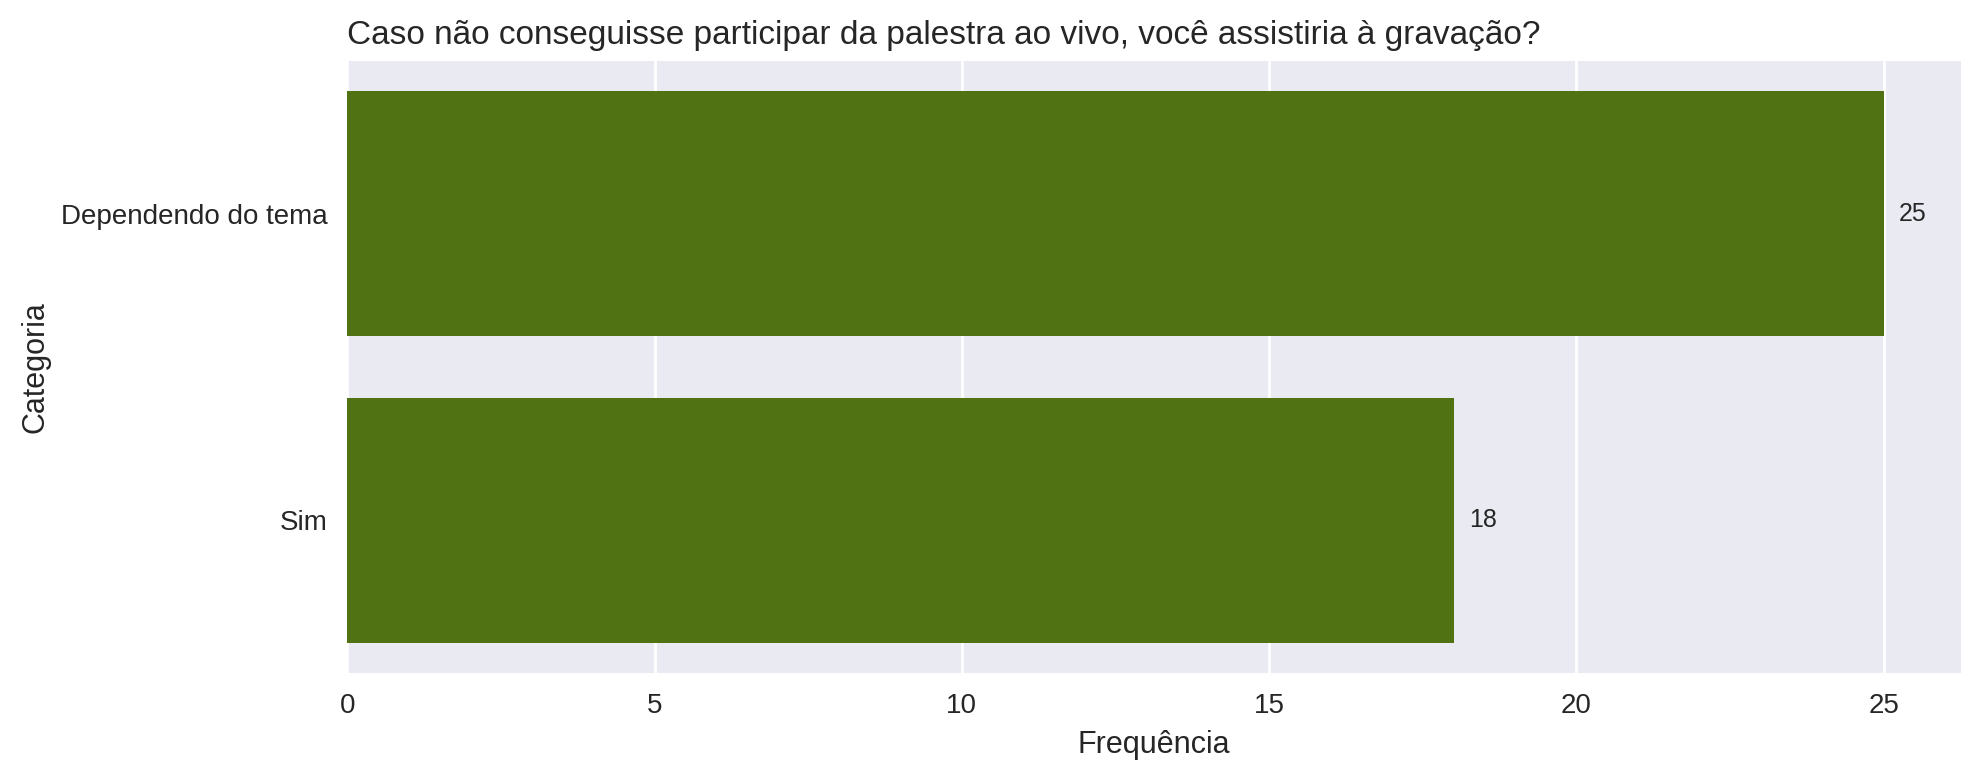 Caso não conseguisse participar da palestra ao vivo, você assistiria à gravação?
Categoria
Dependendo do tema
25
Sim
18
0 5 10 15 20 25
Frequência